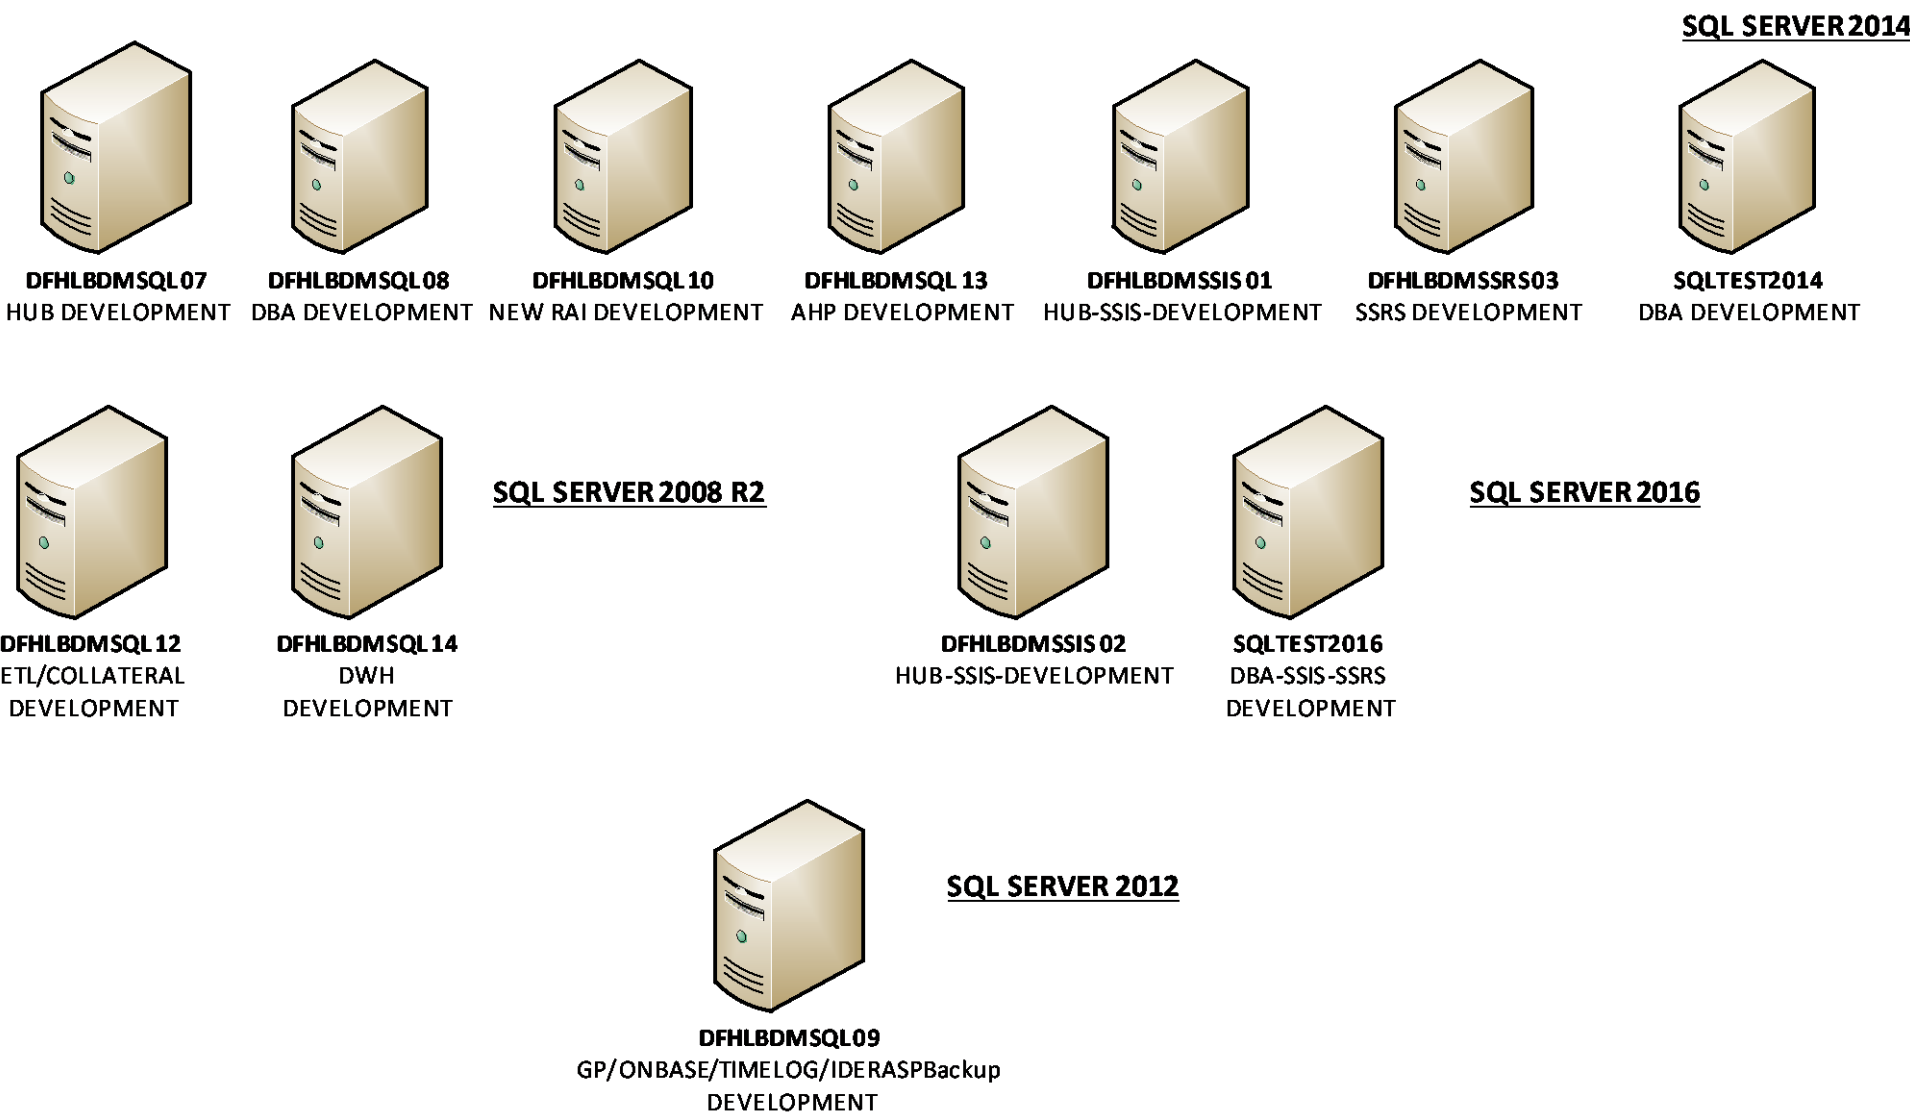 SQL SERVER 2014
DFHLBDMSQL07
HUB DEVELOPMENT
DFHLBDMSQL08
DBA DEVELOPMENT
DFHLBDMSQL10
NEW RAI DEVELOPMENT
DFHLBDMSQL13
AHP DEVELOPMENT
DFHLBDMSSIS01
HUB-SSIS-DEVELOPMENT
DFHLBDMSSRS03
SSRS DEVELOPMENT
SQLTEST2014
DBA DEVELOPMENT
DFHLBDMSQL12
ETL/COLLATERAL
DEVELOPMENT
DFHLBDMSQL14
DWH
DEVELOPMENT
SQL SERVER 2008 R2
DFHLBDMSSIS02
HUB-SSIS-DEVELOPMENT
SQLTEST2016
DBA-SSIS-SSRS
DEVELOPMENT
SQL SERVER 2016
SQL SERVER 2012
DFHLBDMSQL09
GP/ONBASE/TIMELOG/IDERASPBackup
DEVELOPMENT